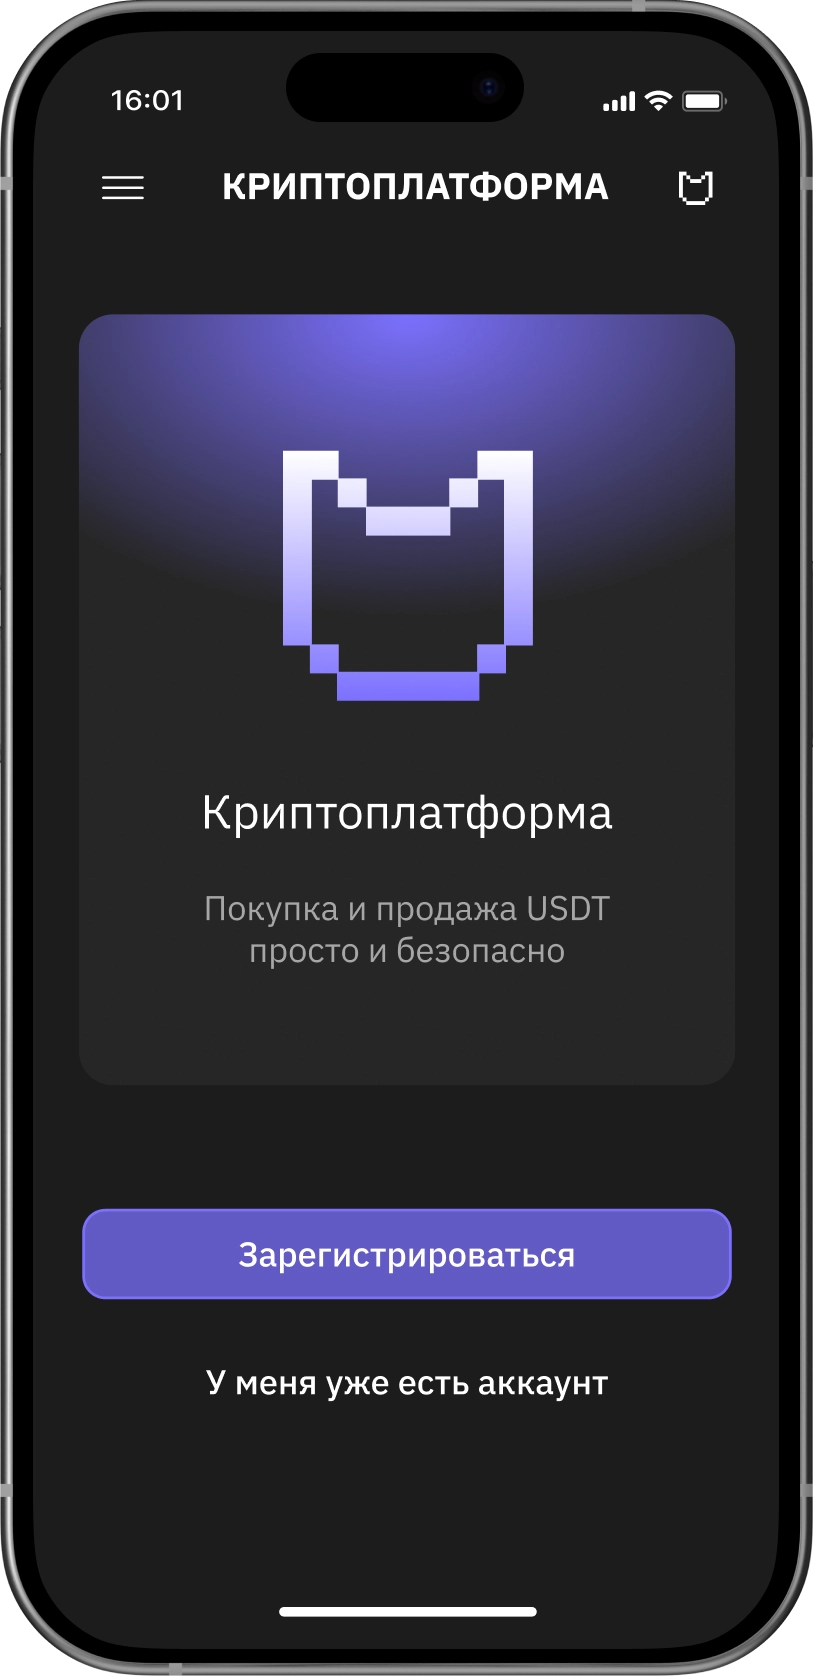 16:01
КРИПТОПЛАТФОРМА
Криптоплатформа
Покупка и продажа USDT
просто и безопасно
Зарегистрироваться
У меня уже есть аккаунт